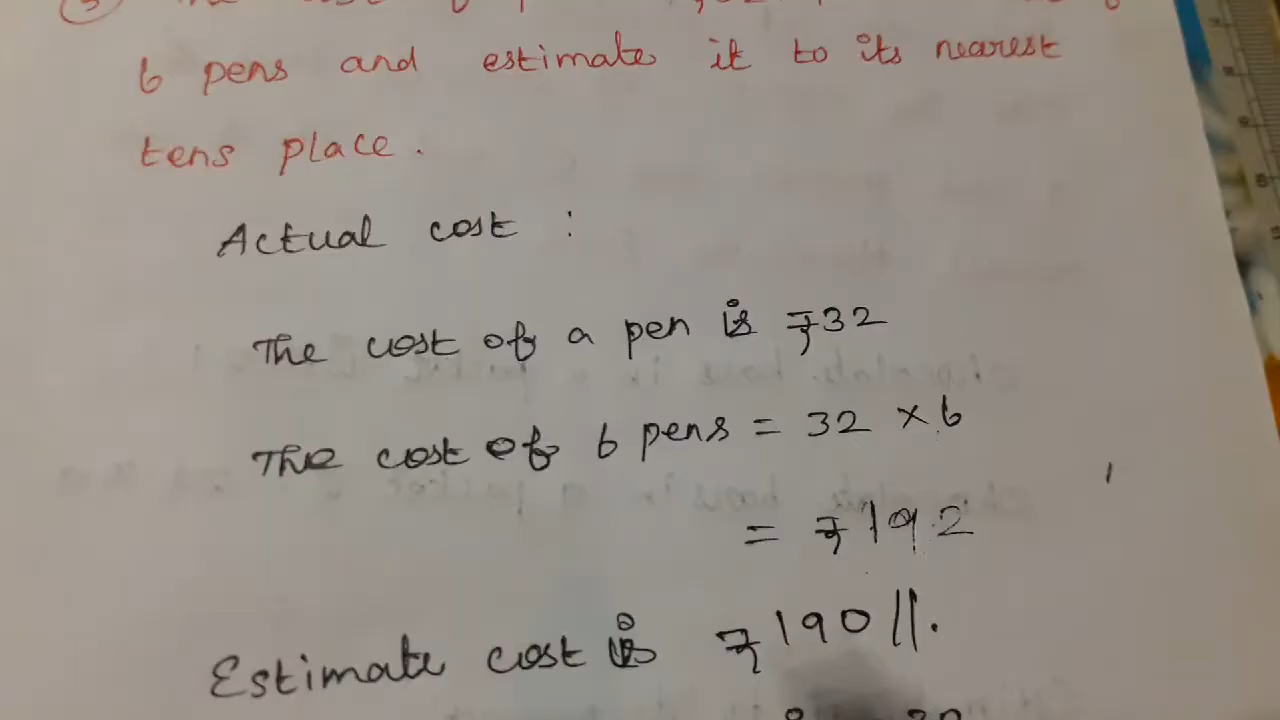 6 pens and estimate it to its nearest
tens place.
Actual cost :
The cost of a pen is ₹32
The cost of 6 pens = 32 × 6
= ₹192
Estimate cost is ₹190 //.